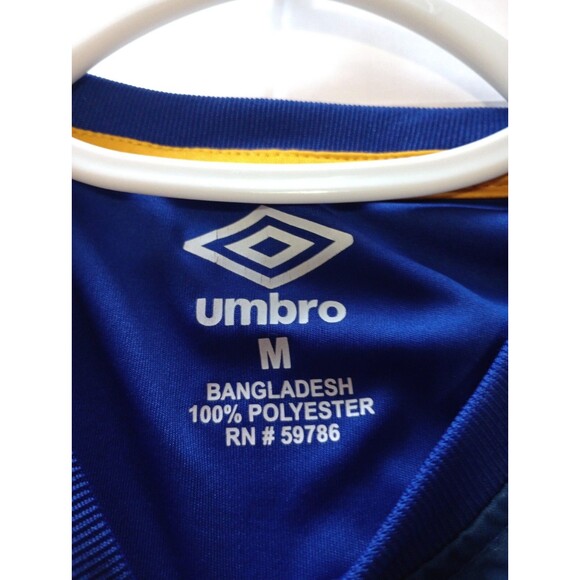 umbro
M
BANGLADESH
100% POLYESTER
RN # 59786